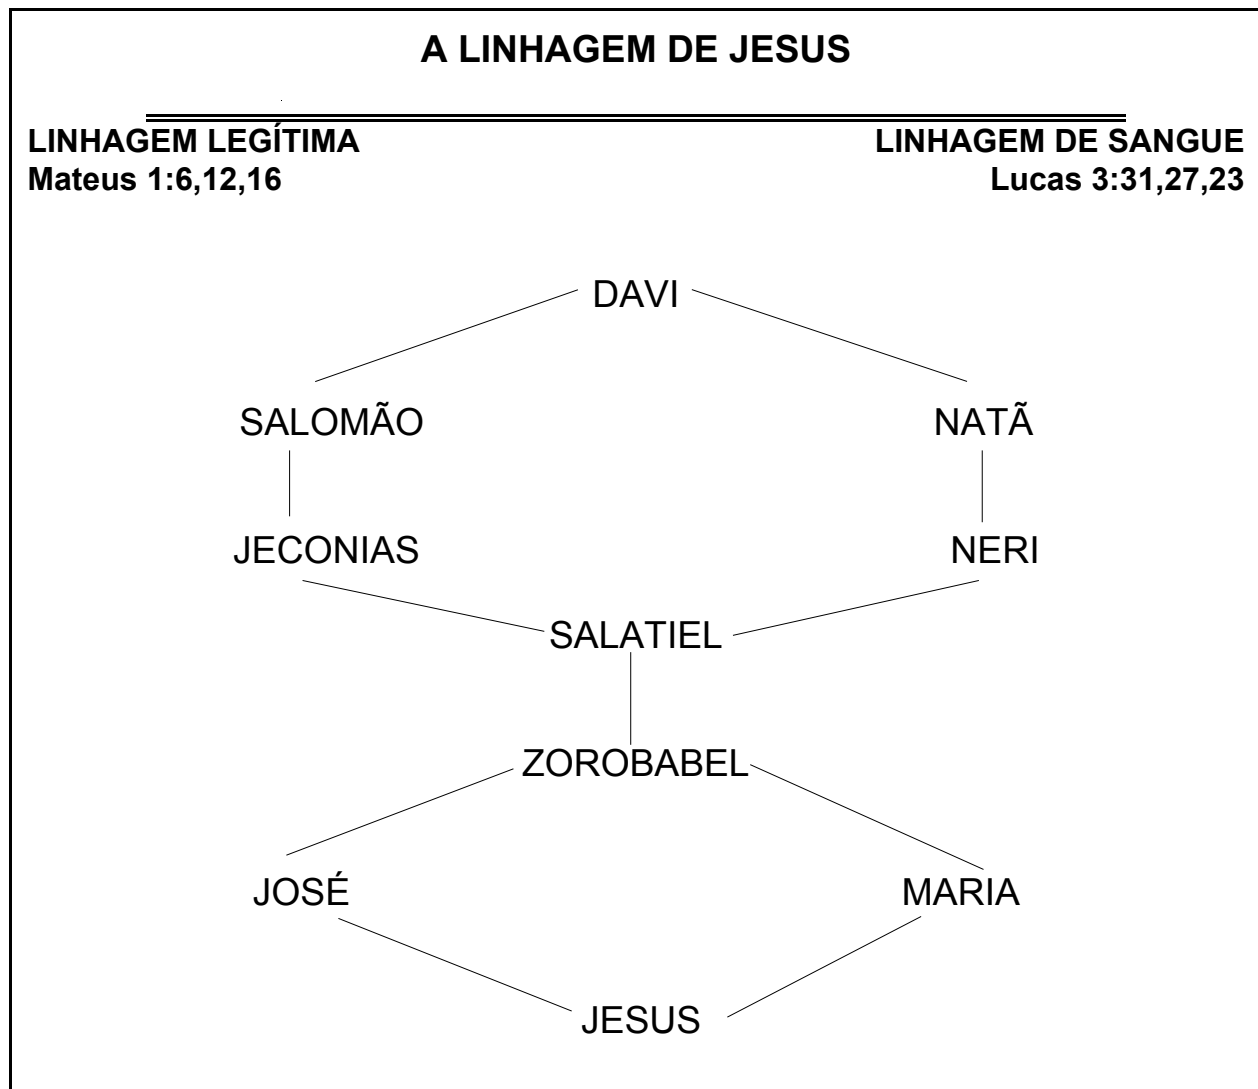 A LINHAGEM DE JESUS
LINHAGEM LEGÍTIMA
Mateus 1:6,12,16
LINHAGEM DE SANGUE
Lucas 3:31,27,23
DAVI
SALOMÃO
NATÃ
JECONIAS
NERI
SALATIEL
ZOROBABEL
JOSÉ
MARIA
JESUS